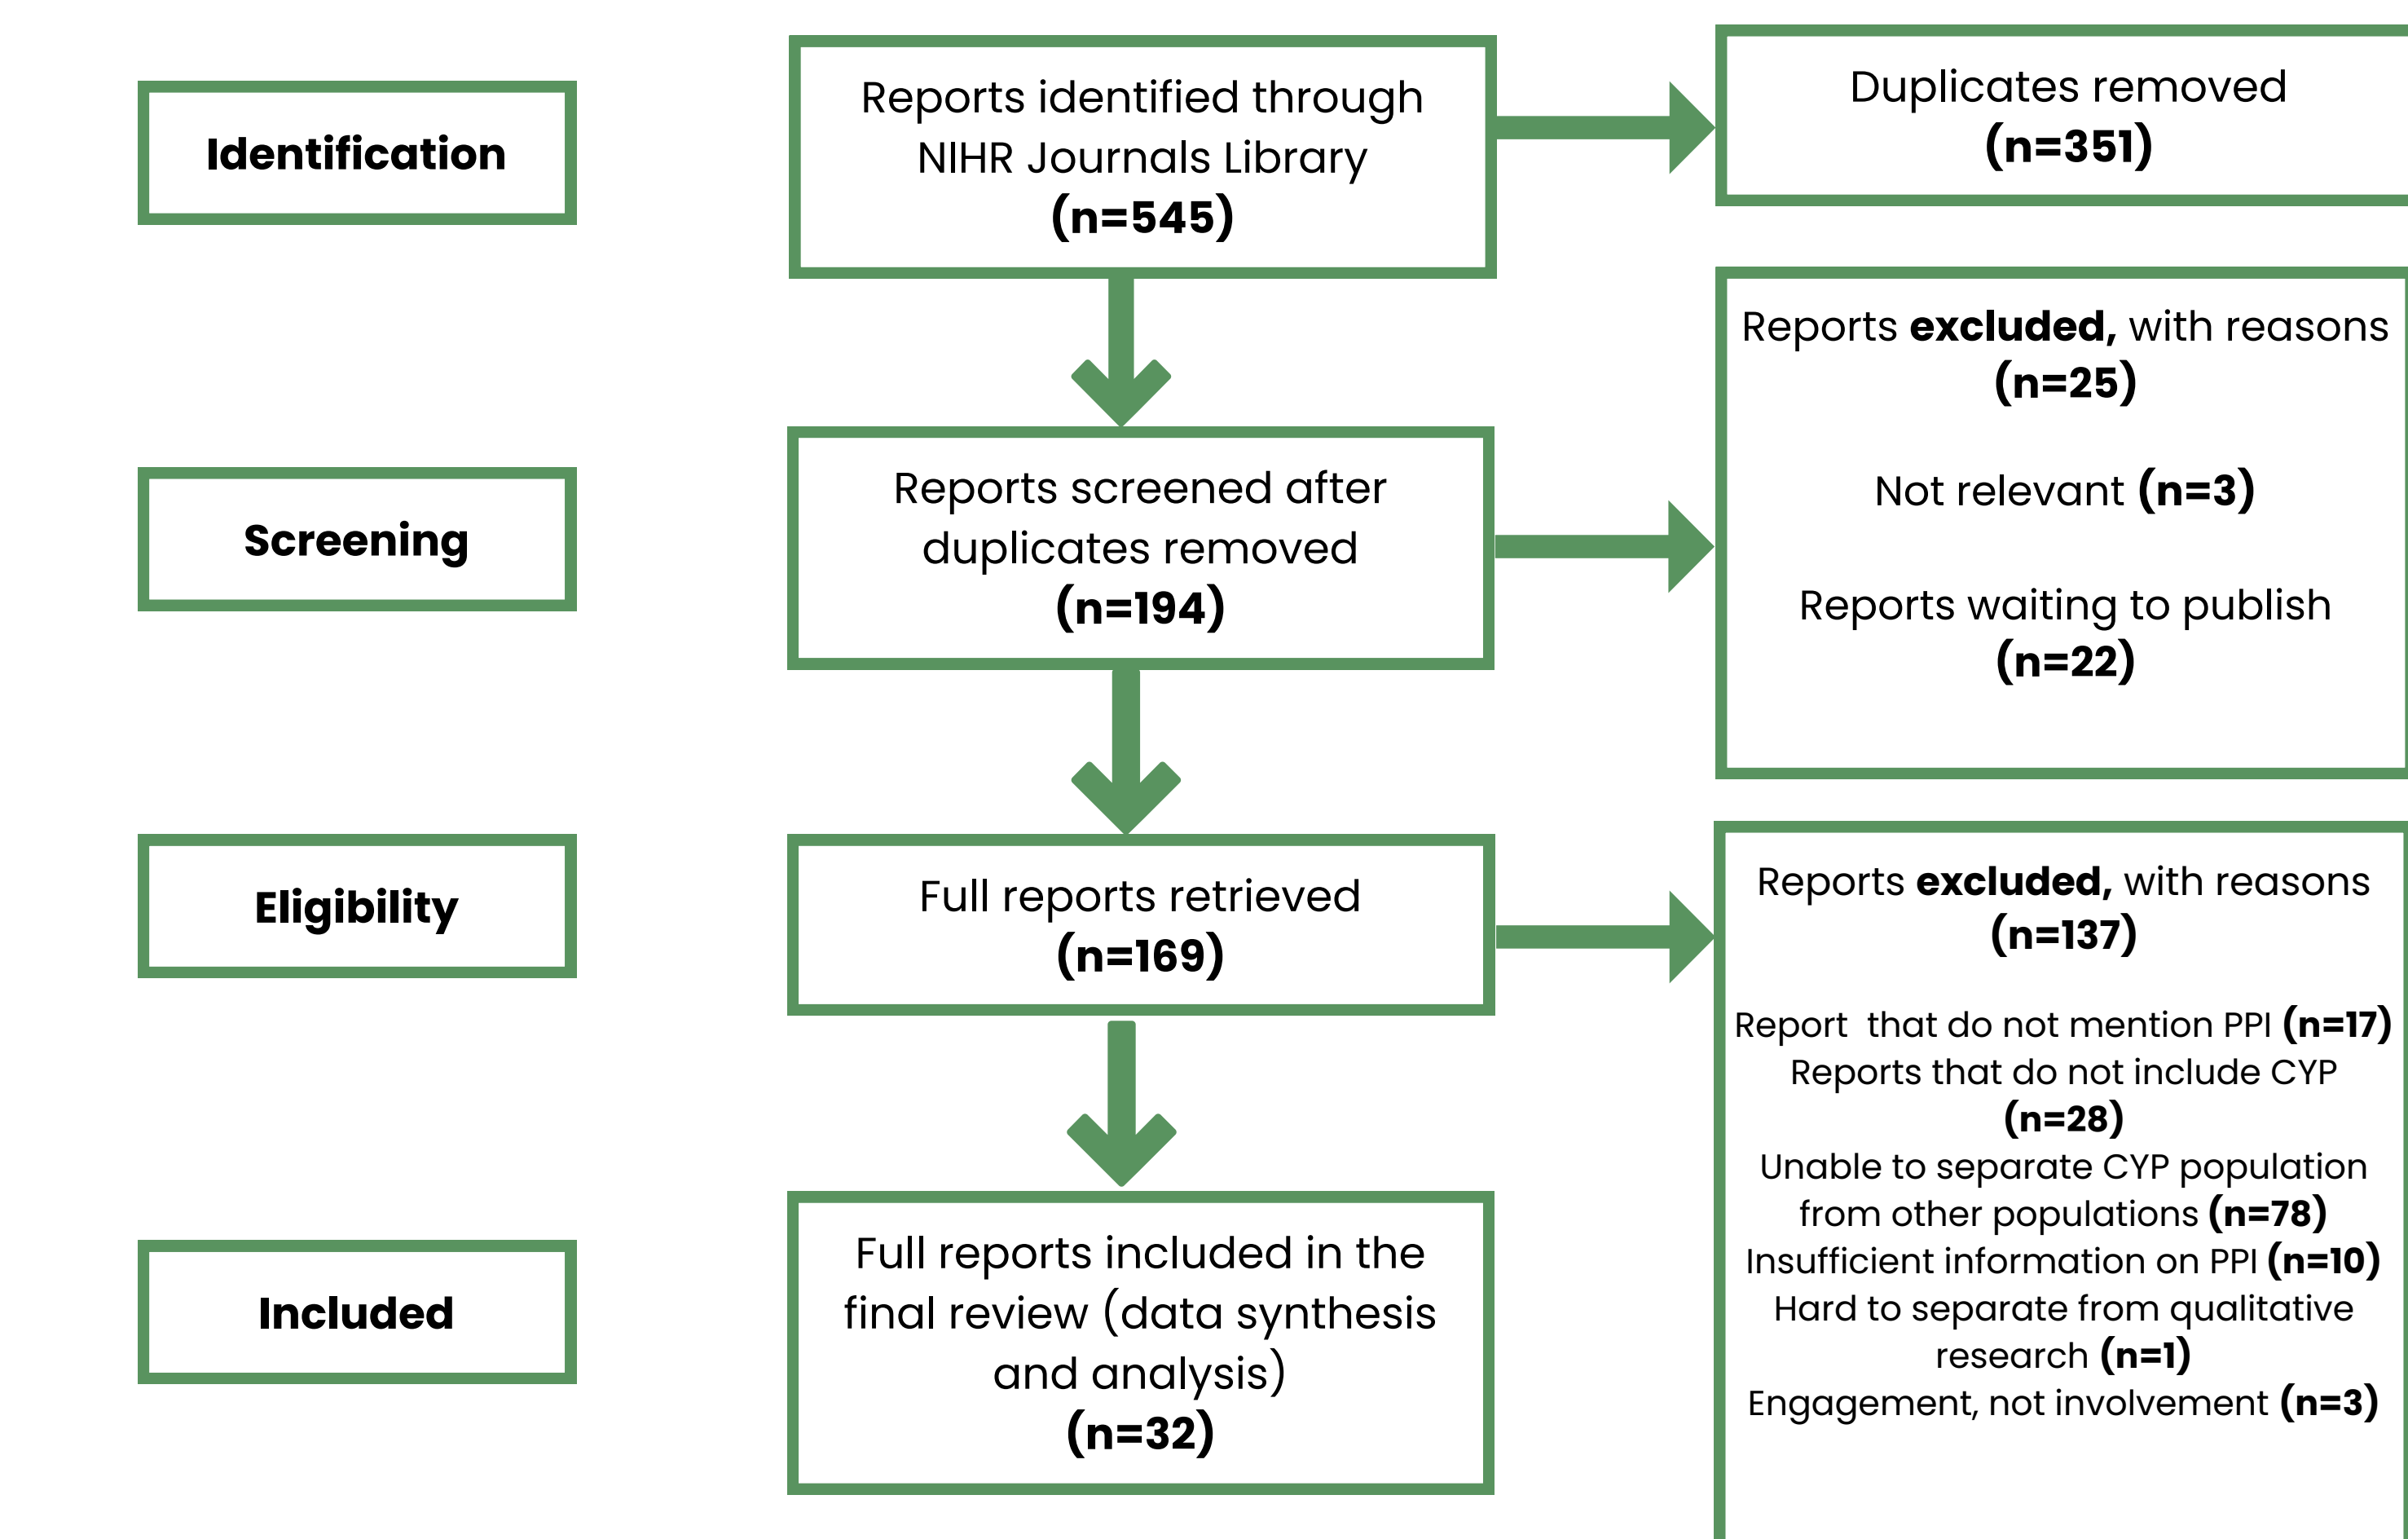 Identification
Reports identified through
NIHR Journals Library
(n=545)
Duplicates removed
(n=351)
Screening
Reports screened after
duplicates removed
(n=194)
Reports excluded, with reasons
(n=25)
Not relevant (n=3)
Reports waiting to publish
(n=22)
Eligibility
Full reports retrieved
(n=169)
Reports excluded, with reasons
(n=137)
Report  that do not mention PPI (n=17)
Reports that do not include CYP
(n=28)
Unable to separate CYP population
from other populations (n=78)
Insufficient information on PPI (n=10)
Hard to separate from qualitative
research (n=1)
Engagement, not involvement (n=3)
Included
Full reports included in the
final review (data synthesis
and analysis)
(n=32)